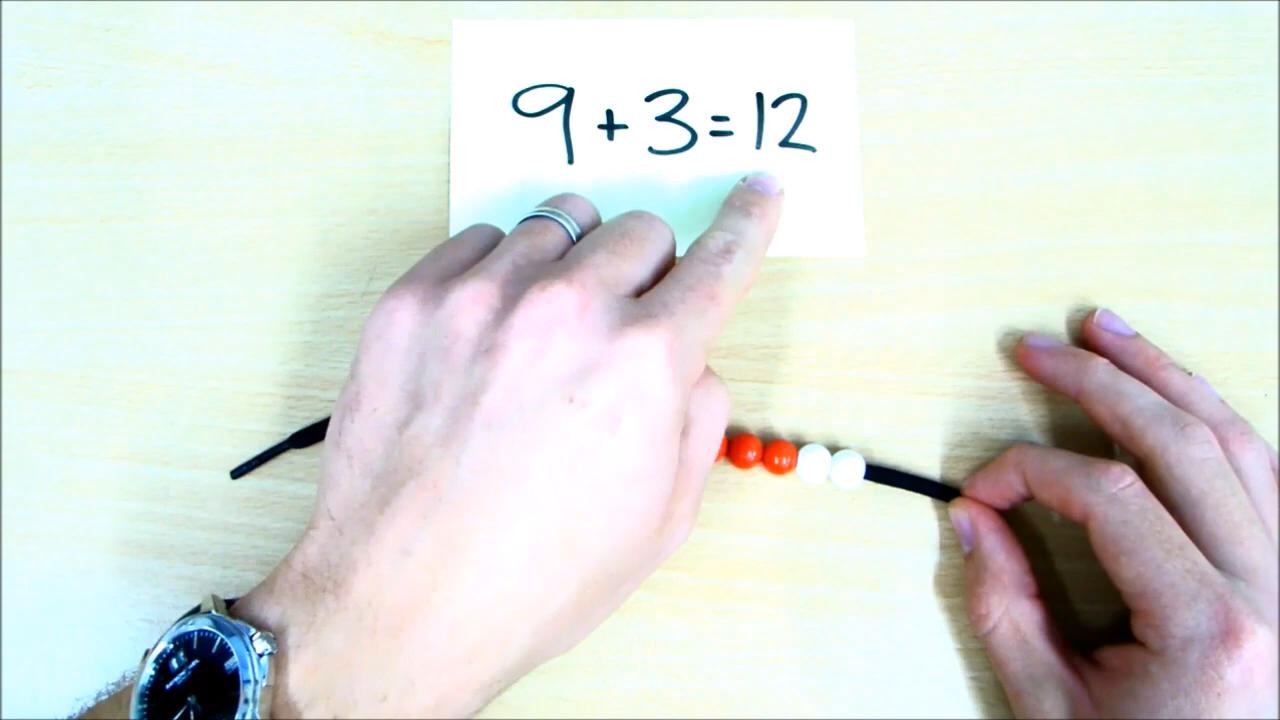 9 + 3 = 12